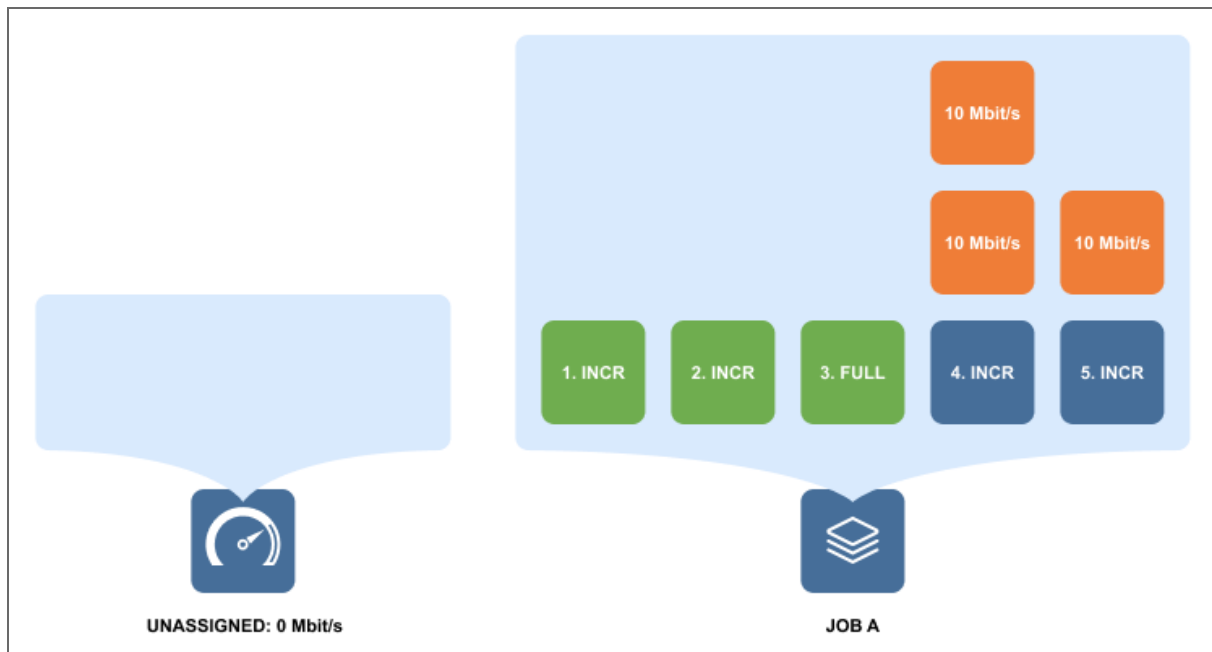 10 Mbit/s
10 Mbit/s
10 Mbit/s
1. INCR
2. INCR
3. FULL
4. INCR
5. INCR
UNASSIGNED: 0 Mbit/s
JOB A